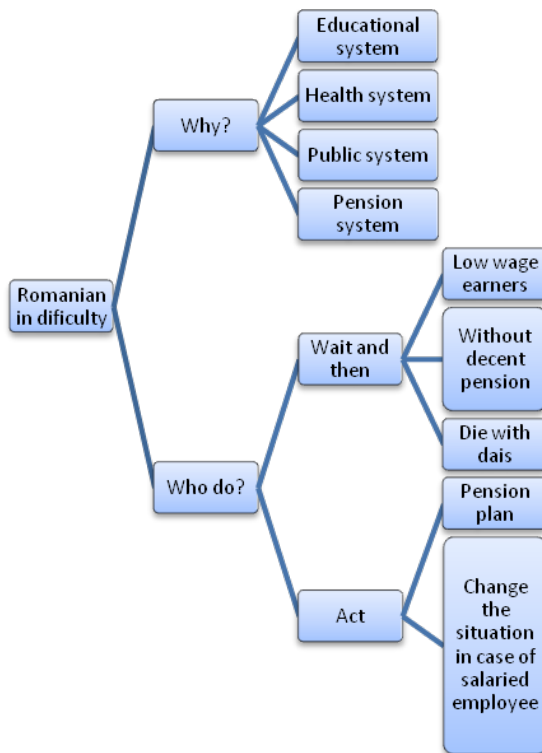 Educational
system
Health system
Why?
Public system
Pension
system
Romanian
in dificulty
Low wage
earners
Wait and
then
Without
decent
pension
Die with
dais
Who do?
Pension
plan
Act
Change
the
situation
in case of
salaried
employee